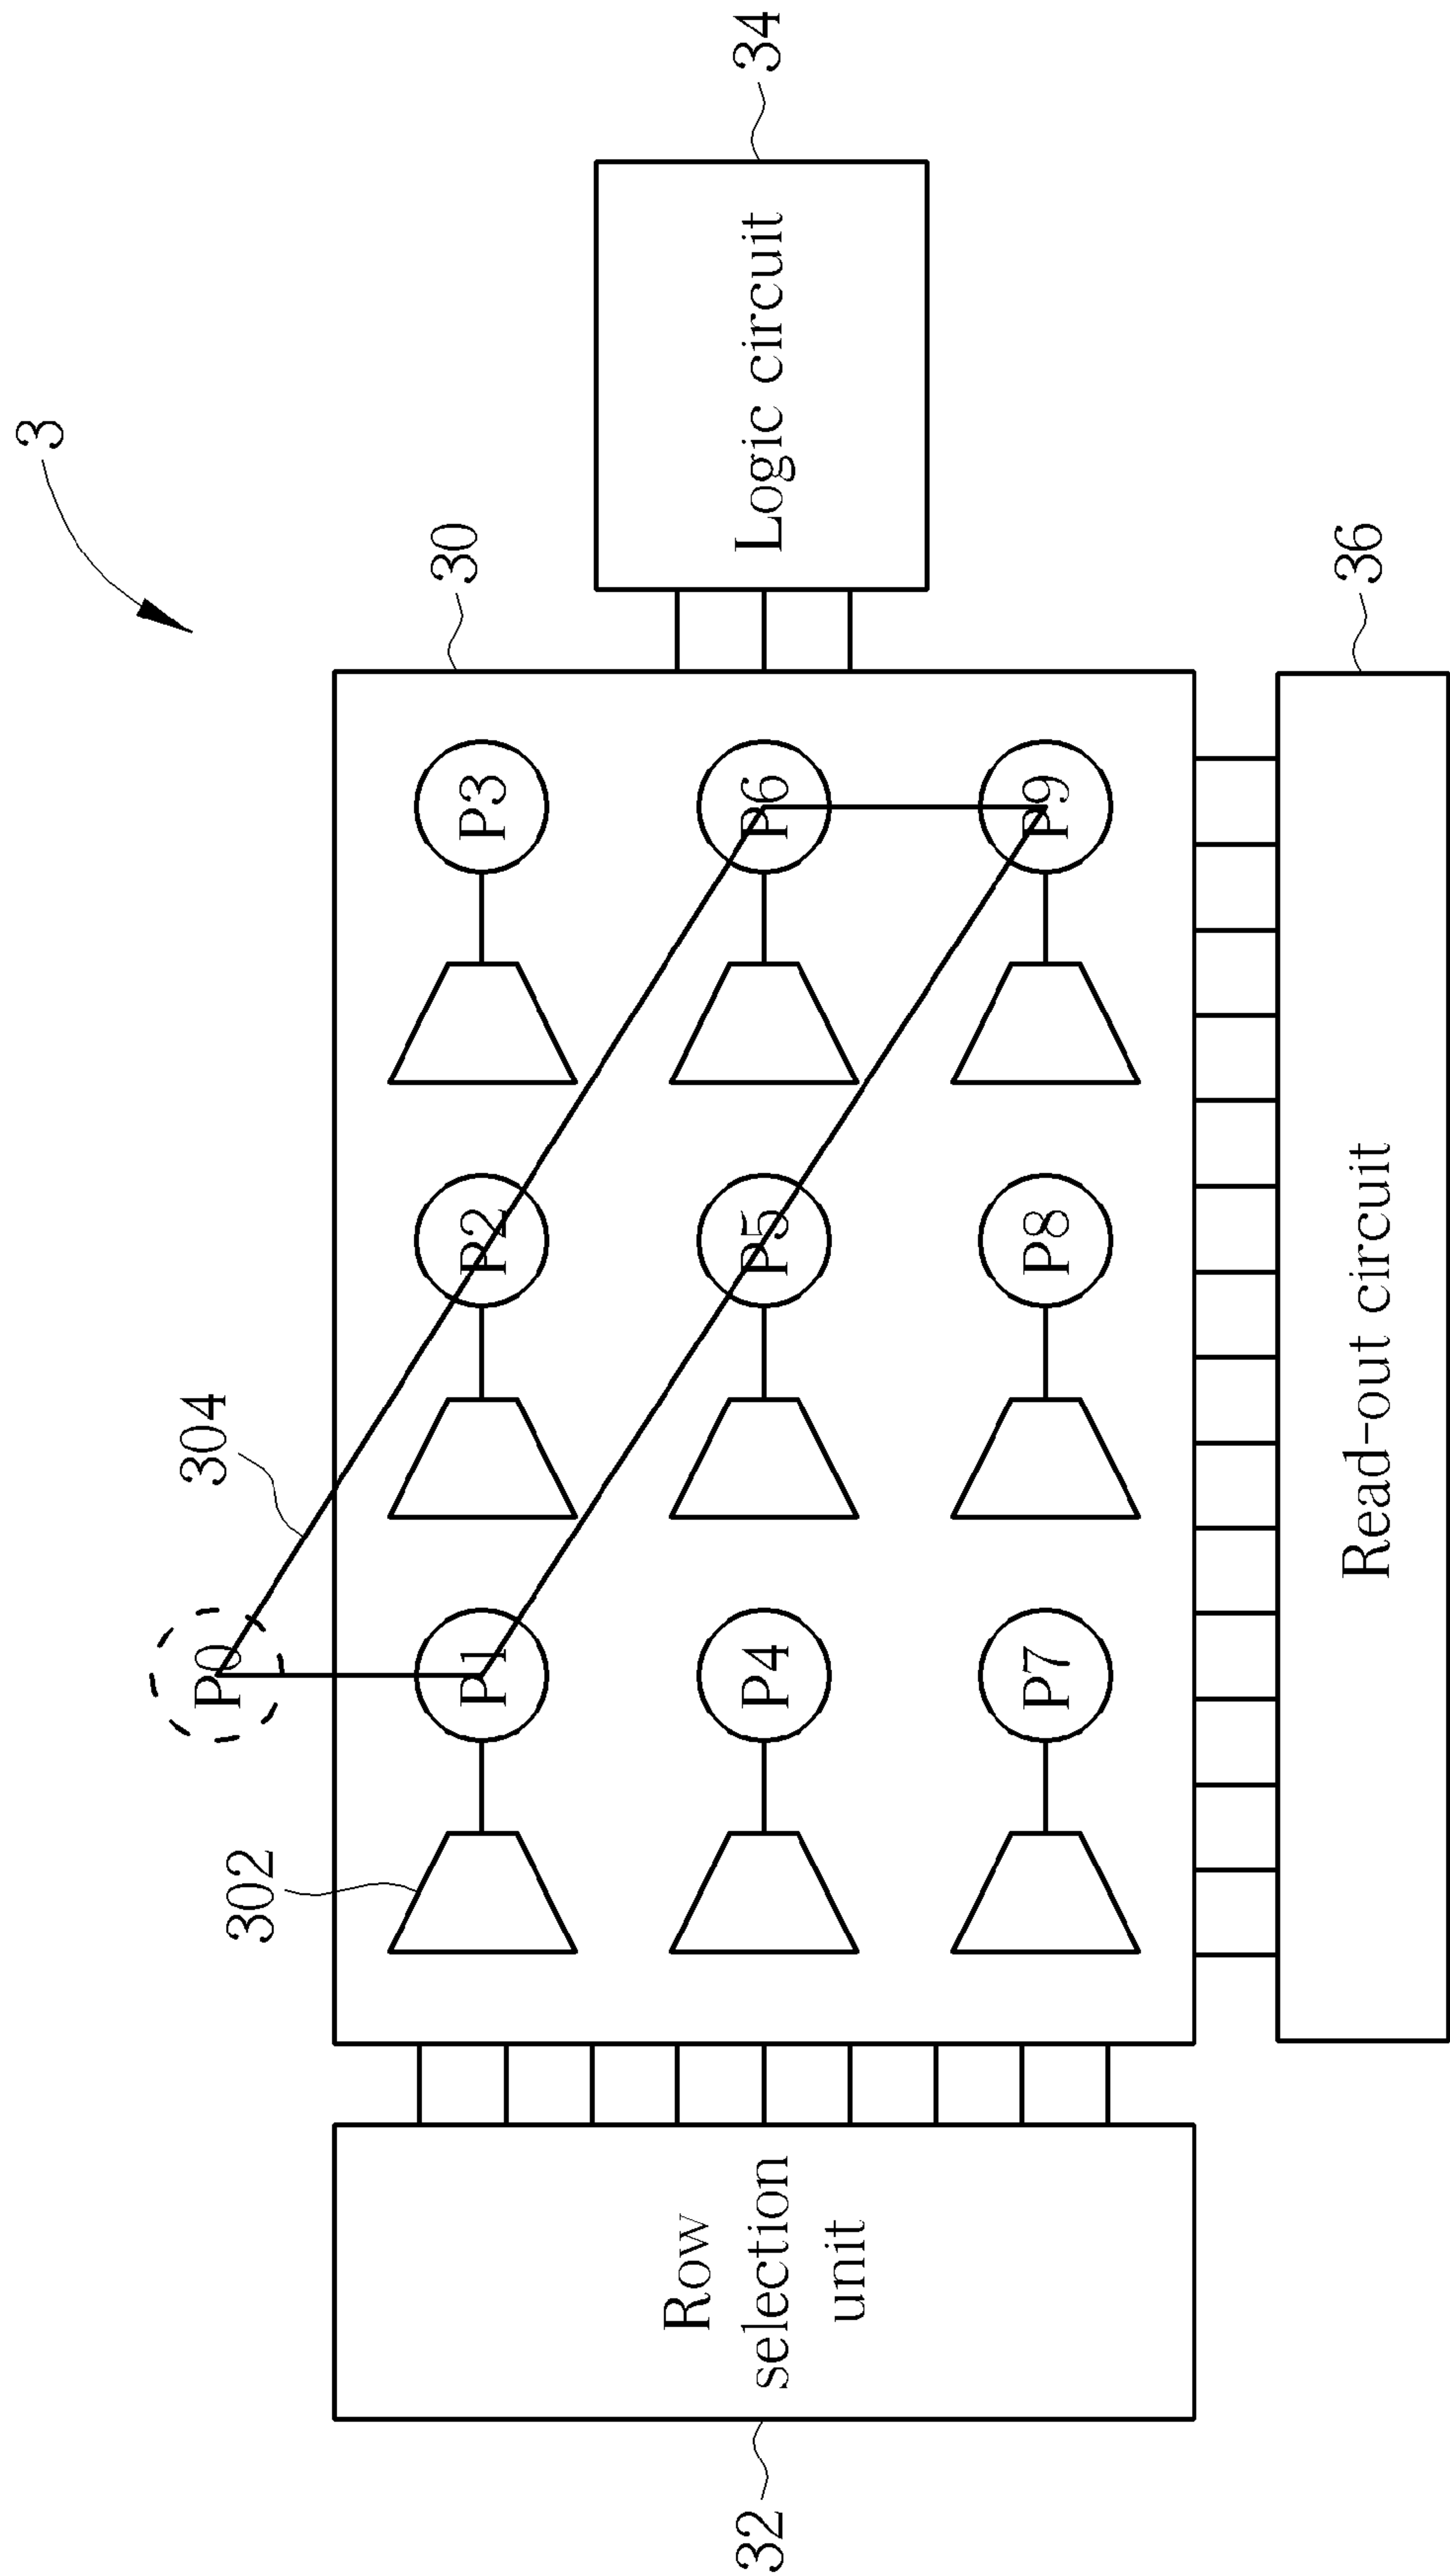 3
304
P0
302
30
P1 P2 P3
P4 P5 P6
P7 P8 P9
Row
selection
unit
32
Logic circuit
34
Read-out circuit
36